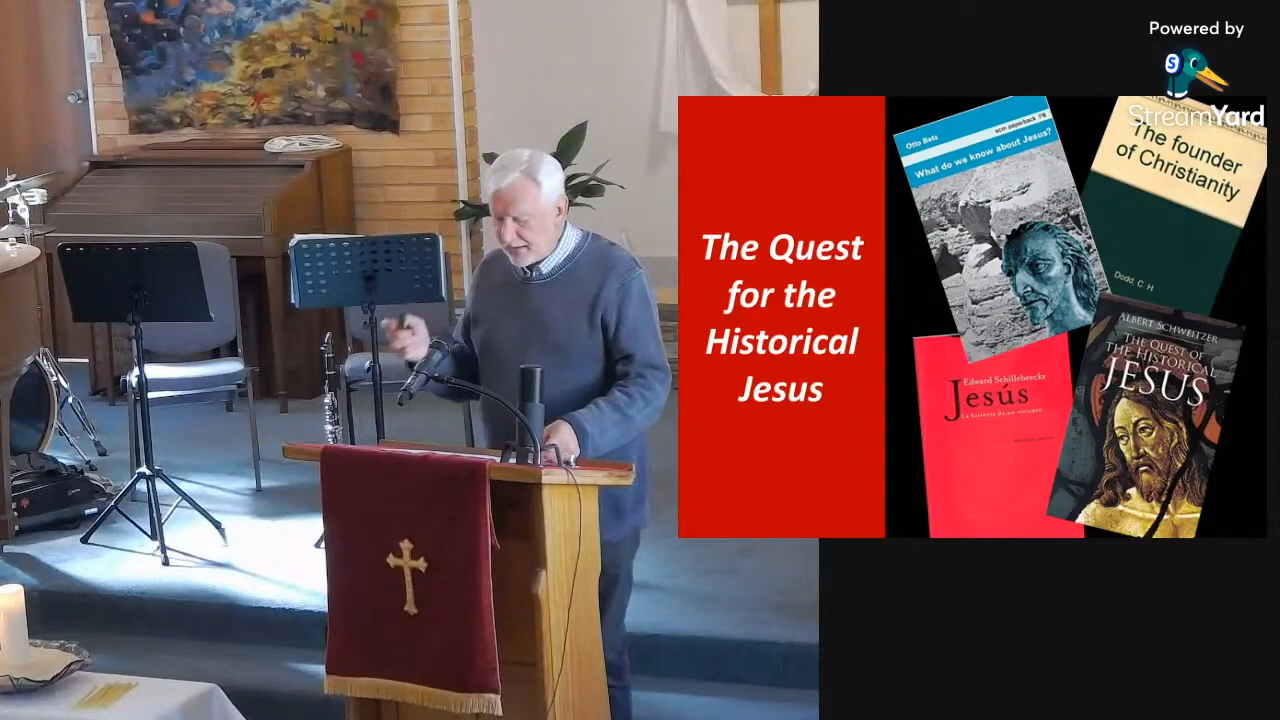 Powered by
S
StreamYard
The Quest
for the
Historical
Jesus
Otto Betz
scm paperback
What do we know about Jesus?
The founder
of Christianity
Dodd, C. H
Edward Schillebeeckx
Jesús
La historia de un viviente
ALBERT SCHWEITZER
THE QUEST OF
THE HISTORICAL
JESUS